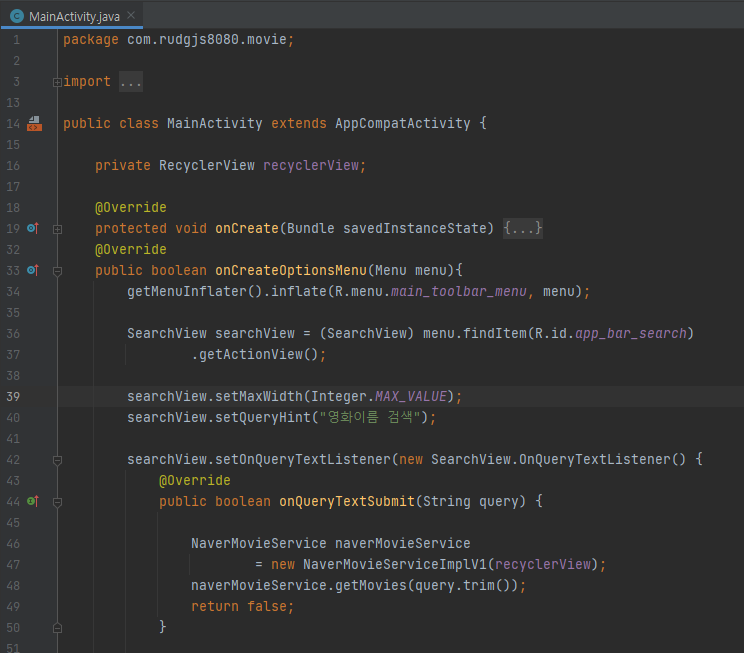 MainActivity.java
1 package com.rudgjs8080.movie;
2
3 import ...
13
14 public class MainActivity extends AppCompatActivity {
15
16 private RecyclerView recyclerView;
17
18 @Override
19 protected void onCreate(Bundle savedInstanceState) {...}
32 @Override
33 public boolean onCreateOptionsMenu(Menu menu){
34 getMenuInflater().inflate(R.menu.main_toolbar_menu, menu);
35
36 SearchView searchView = (SearchView) menu.findItem(R.id.app_bar_search)
37 .getActionView();
38
39 searchView.setMaxWidth(Integer.MAX_VALUE);
40 searchView.setQueryHint("영화이름 검색");
41
42 searchView.setOnQueryTextListener(new SearchView.OnQueryTextListener() {
43 @Override
44 public boolean onQueryTextSubmit(String query) {
45
46 NaverMovieService naverMovieService
47 = new NaverMovieServiceImplV1(recyclerView);
48 naverMovieService.getMovies(query.trim());
49 return false;
50 }
51